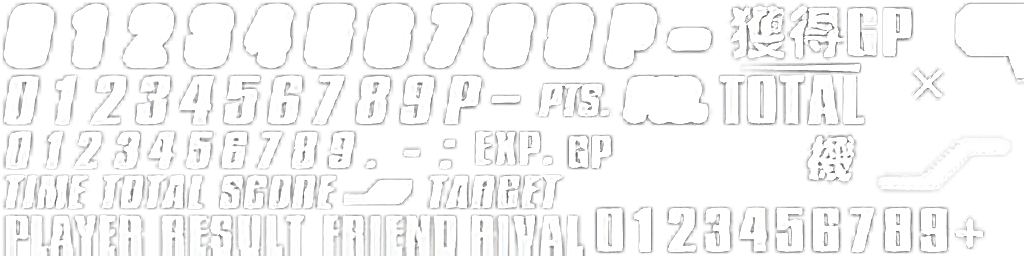 0123456789P- 獲得GP
0123456789P- PTS. TOTAL ×
0123456789. - : EXP. GP 機
TIME TOTAL SCORE TARGET
PLAYER RESULT FRIEND RIVAL 0123456789+